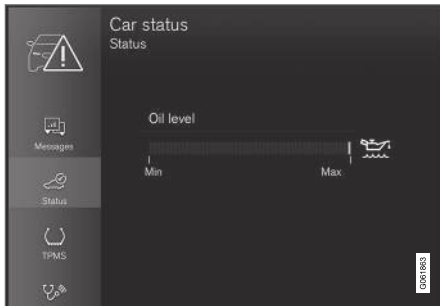 Car status
Status
Oil level
Min Max
Messages
Status
TPMS
G061863